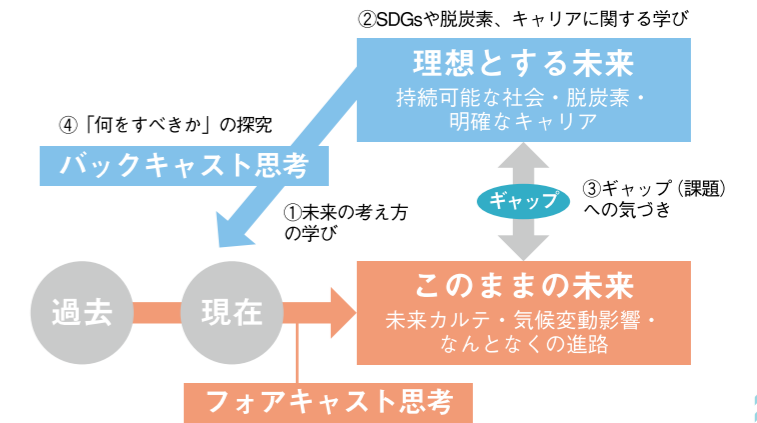 ②SDGsや脱炭素、キャリアに関する学び
理想とする未来
持続可能な社会・脱炭素・
明確なキャリア
④「何をすべきか」の探究
バックキャスト思考
ギャップ
③ギャップ（課題）
への気づき
①未来の考え方
の学び
過去
現在
このままの未来
未来カルテ・気候変動影響・
なんとなくの進路
フォアキャスト思考